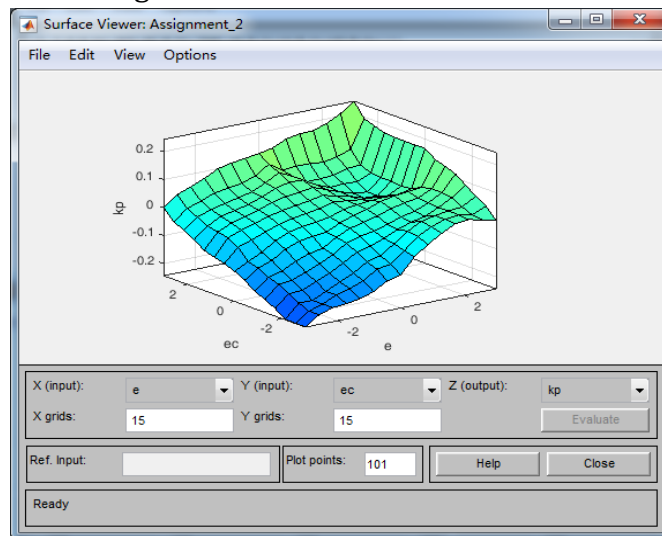 Surface Viewer: Assignment_2
File Edit View Options
0.2
0.1
0
-0.1
-0.2
kp
2
0
-2
ec
-2
0
2
e
X (input): e Y (input): ec Z (output): kp
X grids: 15 Y grids: 15 Evaluate
Ref. Input: Plot points: 101 Help Close
Ready